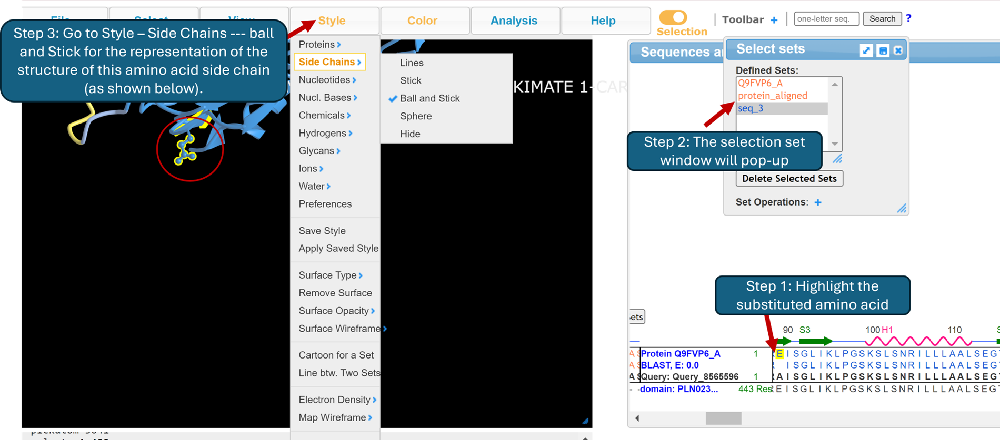 File Select View Style Color Analysis Help
Selection
Toolbar +
one-letter seq. Search ?
Step 3: Go to Style – Side Chains --- ball
and Stick for the representation of the
structure of this amino acid side chain
(as shown below).
Proteins
Side Chains
Nucleotides
Nucl. Bases
Chemicals
Hydrogens
Glycans
Ions
Water
Preferences
Save Style
Apply Saved Style
Surface Type
Remove Surface
Surface Opacity
Surface Wireframe
Cartoon for a Set
Line btw. Two Sets
Electron Density
Map Wireframe
Lines
Stick
Ball and Stick
Sphere
Hide
KIMATE 1-CAR
Sequences a
Select sets
Defined Sets:
Q9FVP6_A
protein_aligned
seq_3
Step 2: The selection set
window will pop-up
Delete Selected Sets
Set Operations: +
Step 1: Highlight the
substituted amino acid
ets
90 S3 100 H1 110
A S Protein Q9FVP6_A 1 E I S G L I K L P G S K S L S N R I L L L A A L S E G
A S BLAST, E: 0.0 I S G L I K L P G S K S L S N R I L L L A A L S E G
A S Query: Query_8565596 1 R A I S G L I K L P G S K S L S N R I L L L A A L S E G
- - domain: PLN023... 443 Res E I S G L I K L P G S K S L S N R I L L L A A L S E G